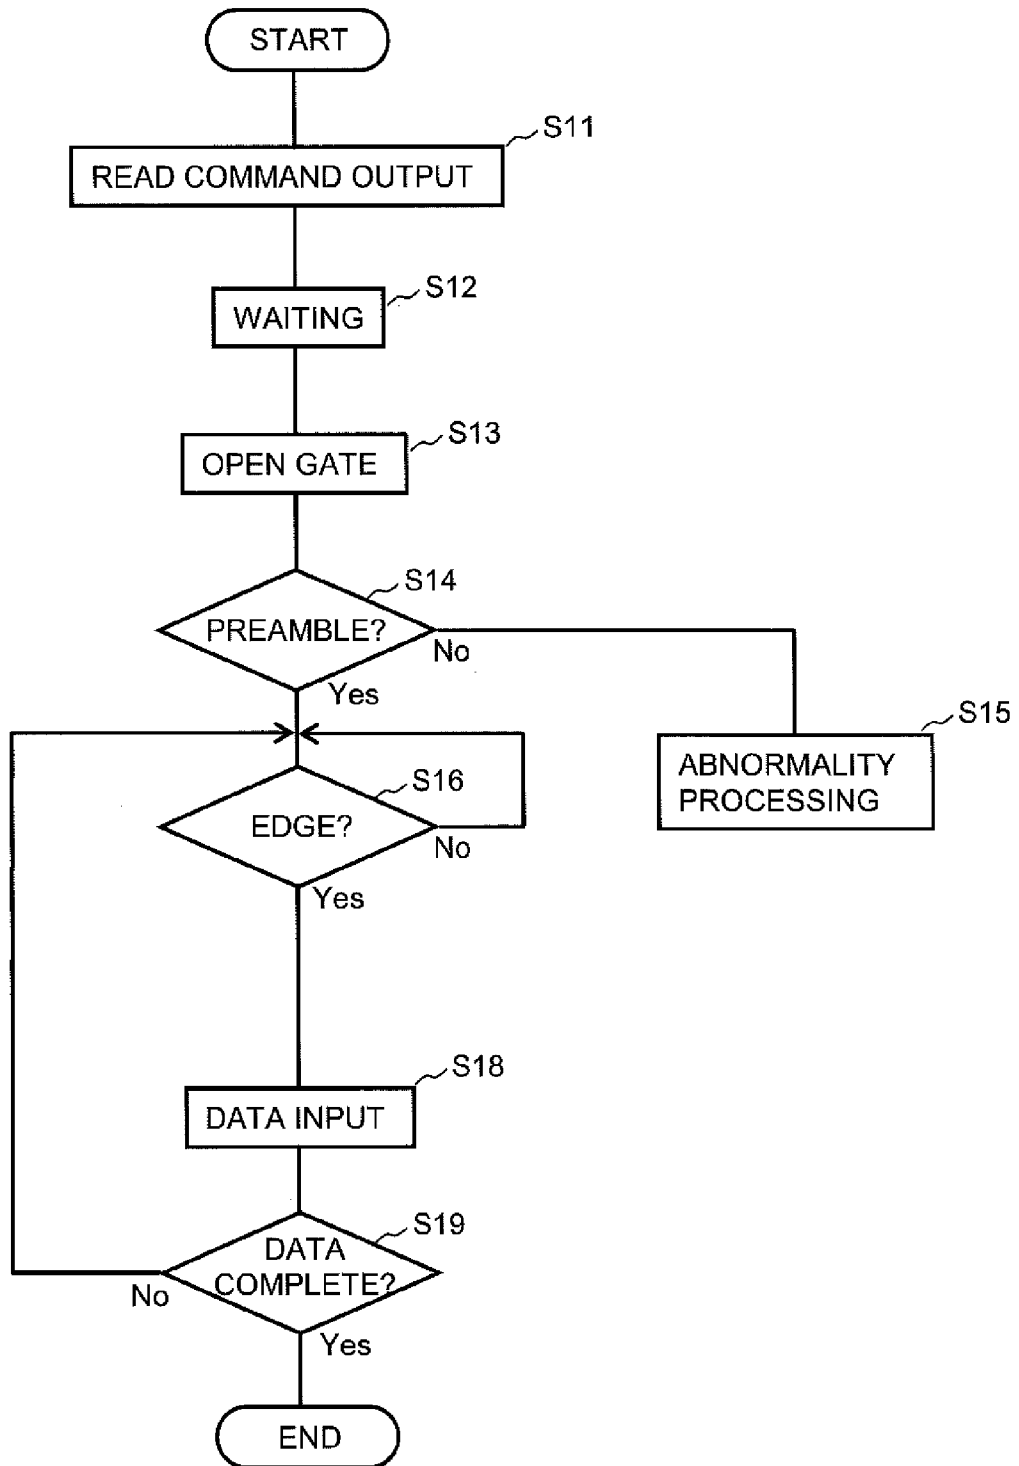 START
S11
READ COMMAND OUTPUT
S12
WAITING
S13
OPEN GATE
S14
PREAMBLE?
No
Yes
S15
ABNORMALITY
PROCESSING
S16
EDGE?
No
Yes
S18
DATA INPUT
S19
DATA
COMPLETE?
No
Yes
END